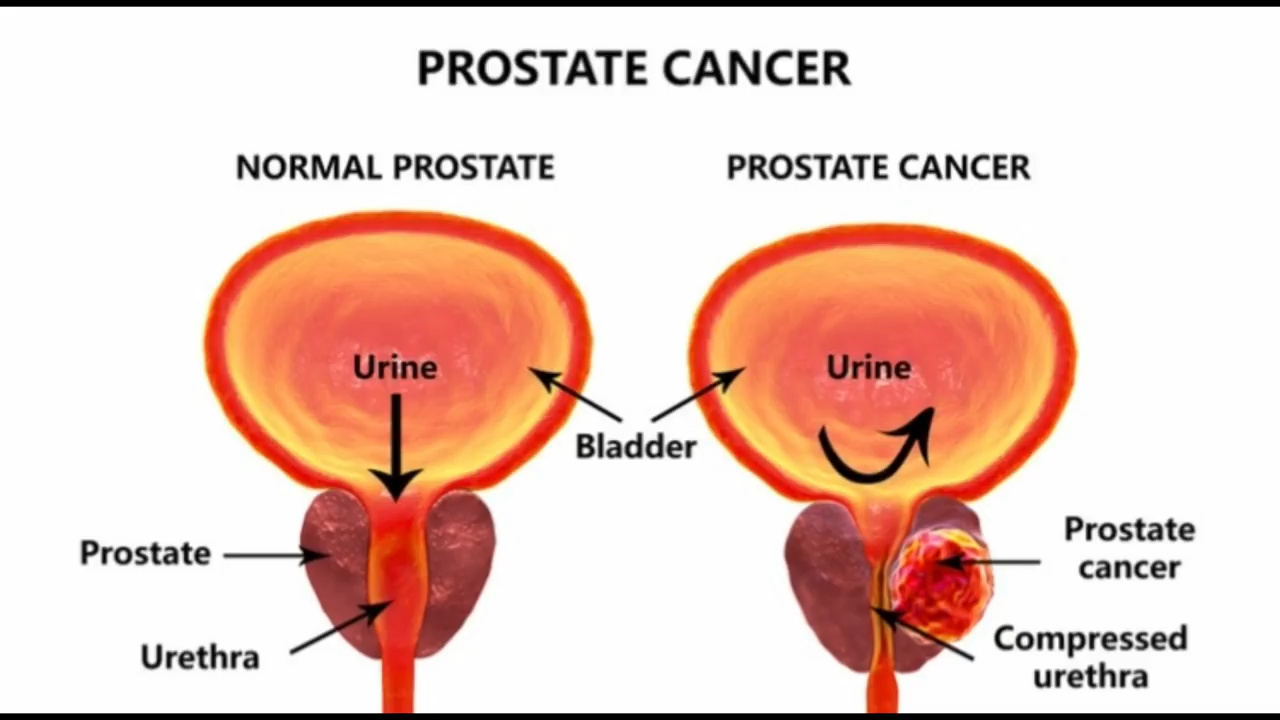 PROSTATE CANCER
NORMAL PROSTATE
PROSTATE CANCER
Urine
Urine
Bladder
Prostate
Urethra
Prostate
cancer
Compressed
urethra